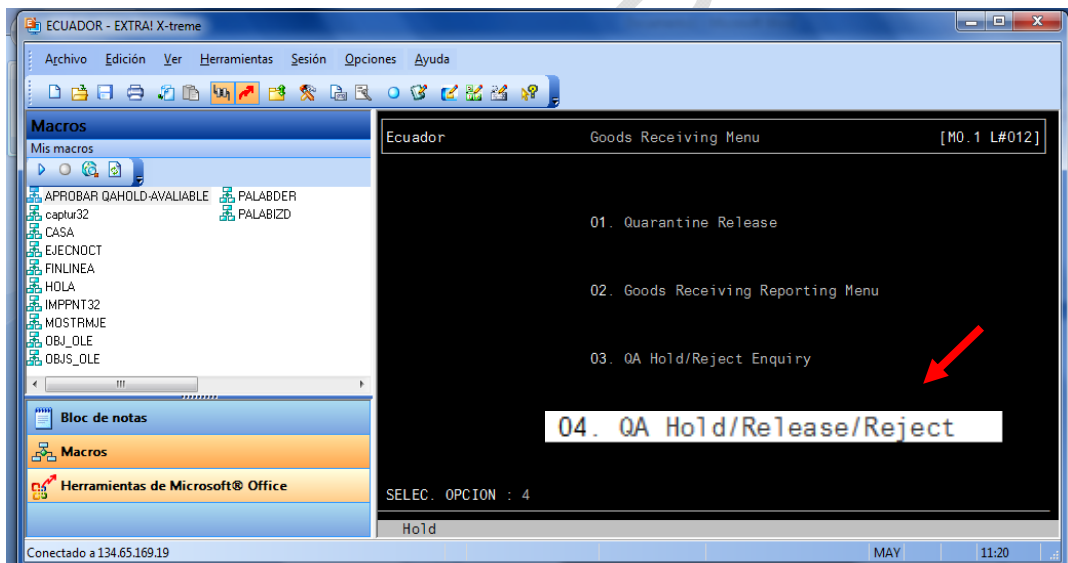 ECUADOR - EXTRA! X-treme
Archivo Edición Ver Herramientas Sesión Opciones Ayuda
Macros
Mis macros
APROBAR QAHOLD-AVALIABLE PALABDER
captur32 PALABIZD
CASA
EJECNOCT
FINLINEA
HOLA
IMPPNT32
MOSTRMJE
OBJ_OLE
OBJS_OLE
Bloc de notas
Macros
Herramientas de Microsoft® Office
Ecuador Goods Receiving Menu [M0.1 L#012]
01. Quarantine Release
02. Goods Receiving Reporting Menu
03. QA Hold/Reject Enquiry
04. QA Hold/Release/Reject
SELEC. OPCION : 4
Hold
Conectado a 134.65.169.19 MAY 11:20